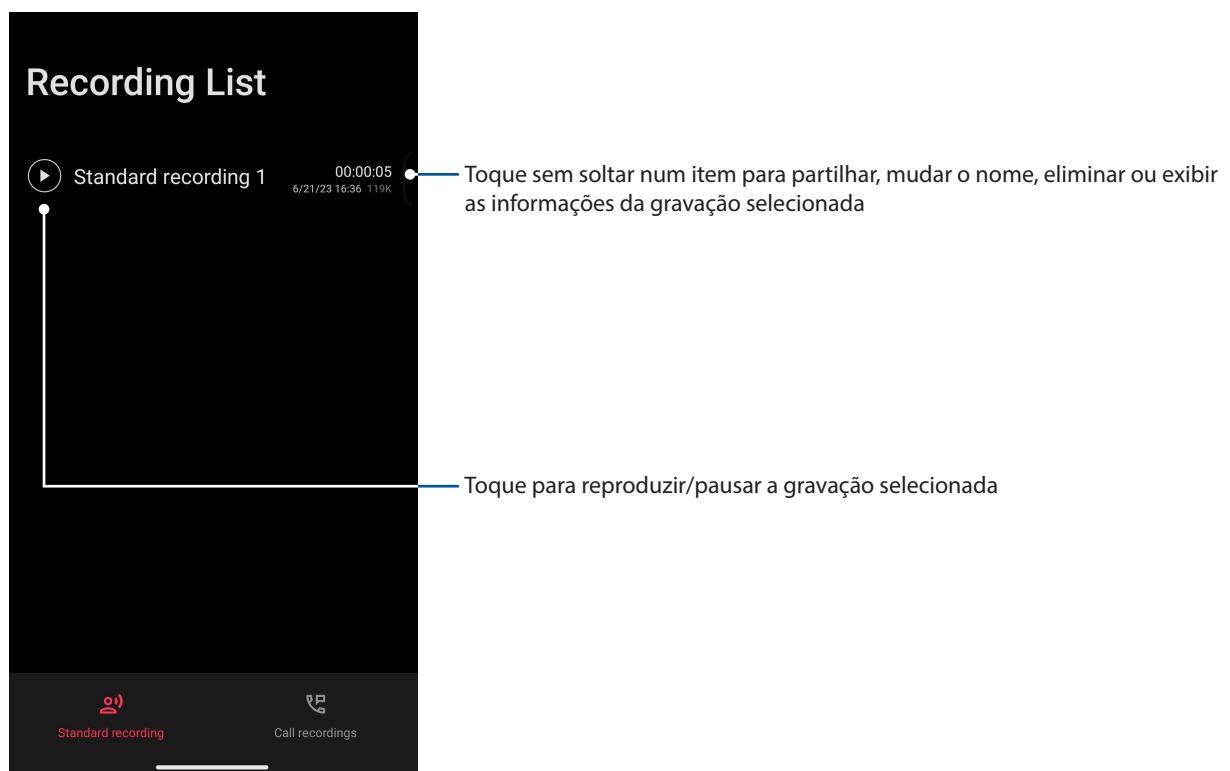 Recording List
Standard recording 1
00:00:05
6/21/23 16:36 119K
Toque sem soltar num item para partilhar, mudar o nome, eliminar ou exibir
as informações da gravação selecionada
Toque para reproduzir/pausar a gravação selecionada
Standard recording
Call recordings